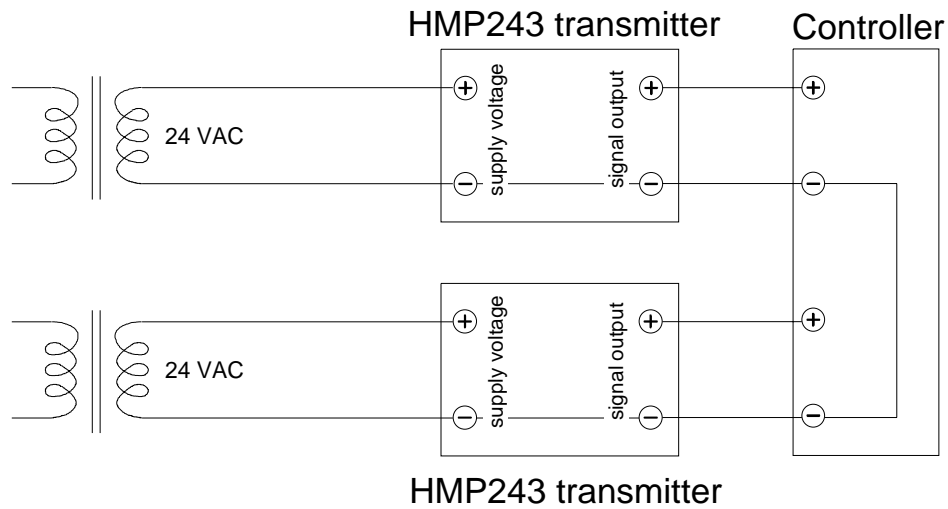 HMP243 transmitter
Controller
+
+
+
24 VAC
supply voltage
signal output
−
−
−
+
+
+
24 VAC
supply voltage
signal output
−
−
−
HMP243 transmitter